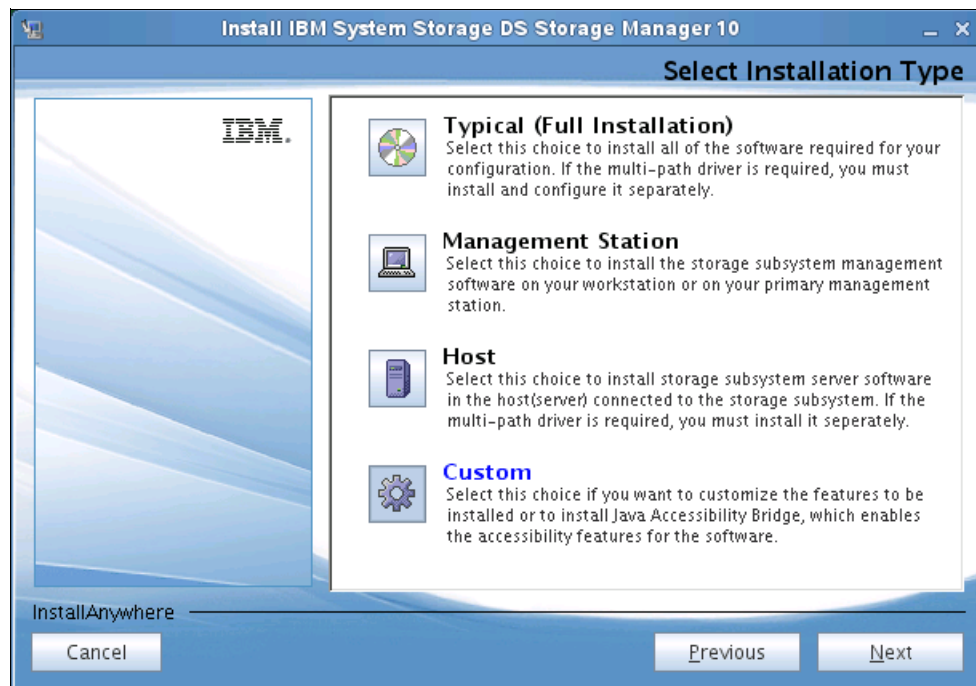 Install IBM System Storage DS Storage Manager 10
Select Installation Type
IBM.
Typical (Full Installation)
Select this choice to install all of the software required for your
configuration. If the multi-path driver is required, you must
install and configure it separately.
Management Station
Select this choice to install the storage subsystem management
software on your workstation or on your primary management
station.
Host
Select this choice to install storage subsystem server software
in the host(server) connected to the storage subsystem. If the
multi-path driver is required, you must install it seperately.
Custom
Select this choice if you want to customize the features to be
installed or to install Java Accessibility Bridge, which enables
the accessibility features for the software.
InstallAnywhere
Cancel
Previous
Next